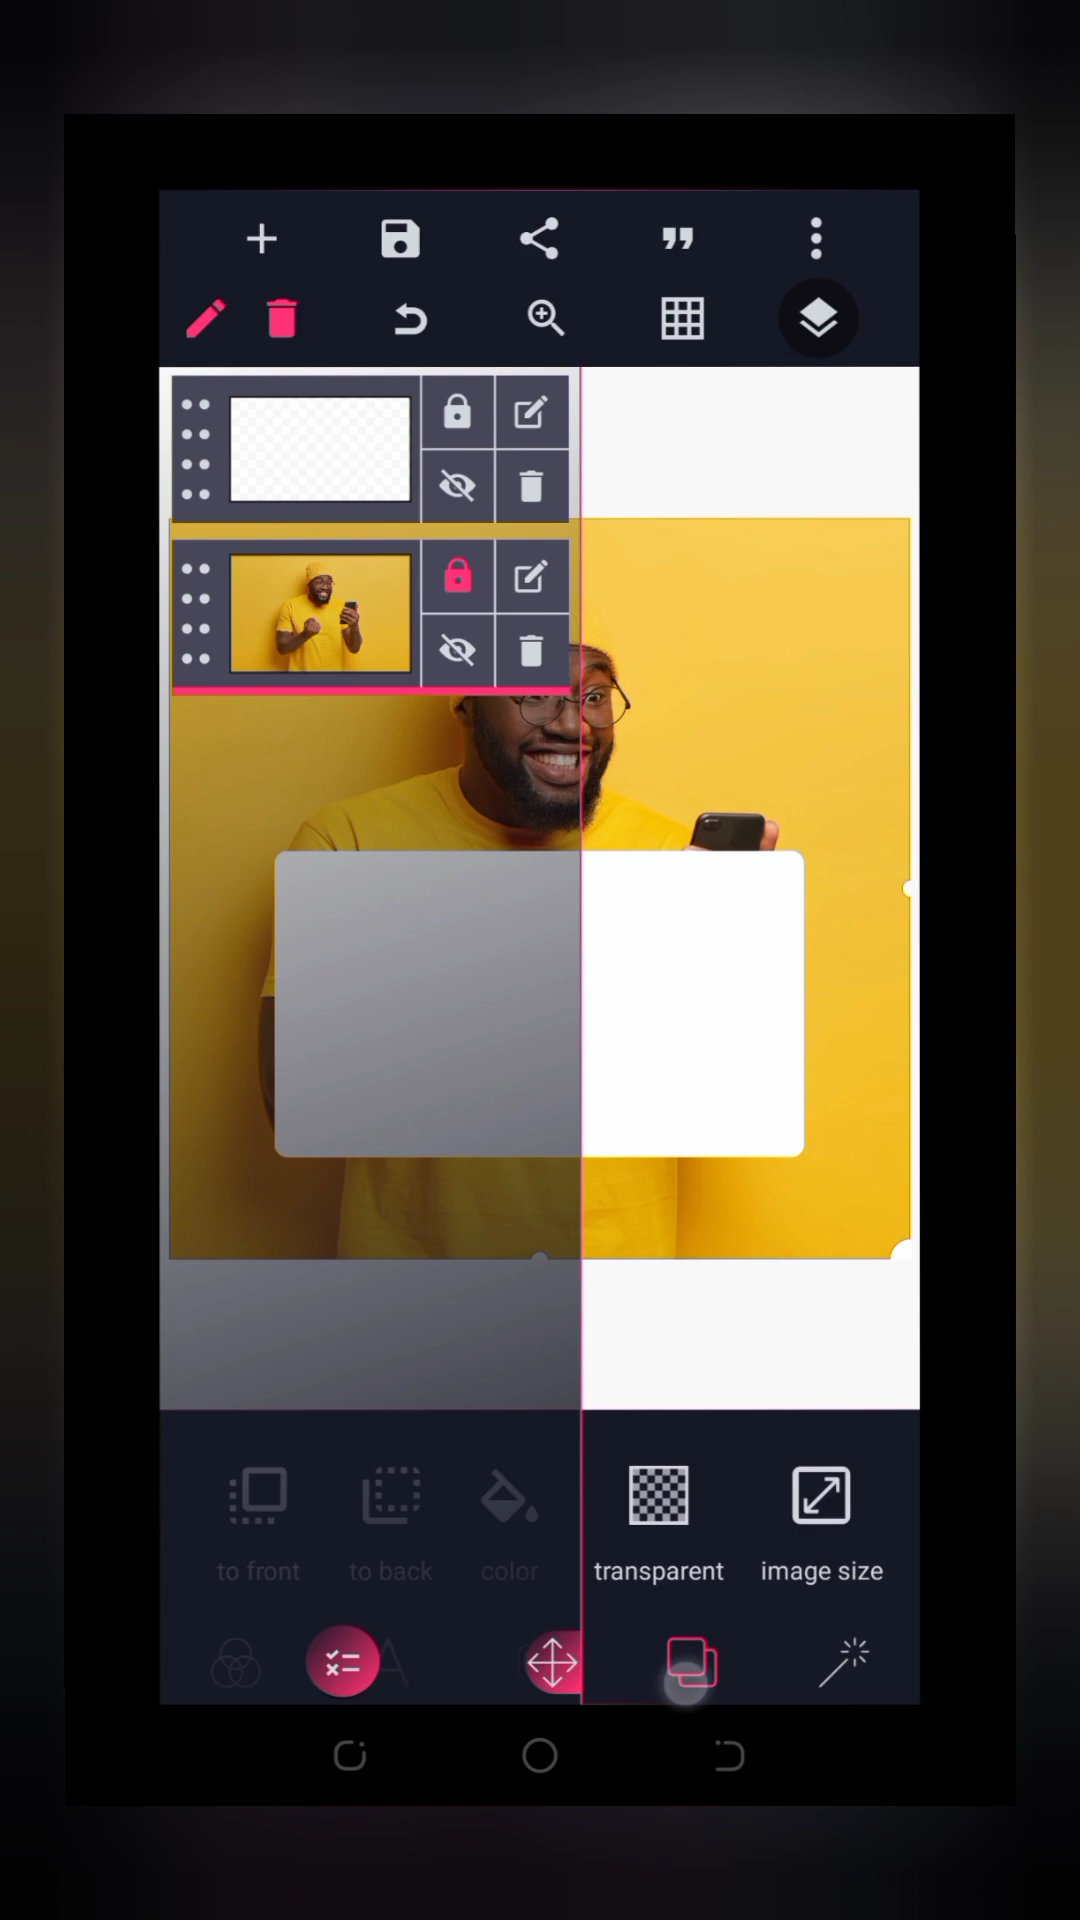 to front
to back
color
transparent
image size